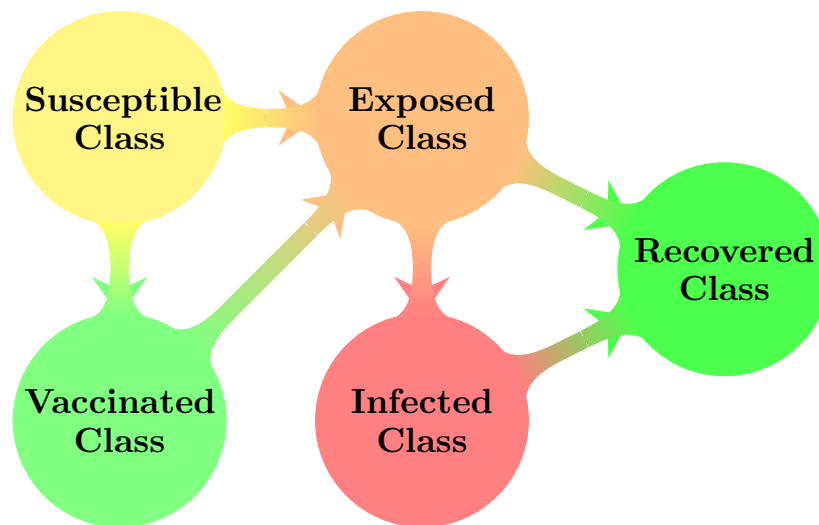 Susceptible
Class
Exposed
Class
Recovered
Class
Vaccinated
Class
Infected
Class